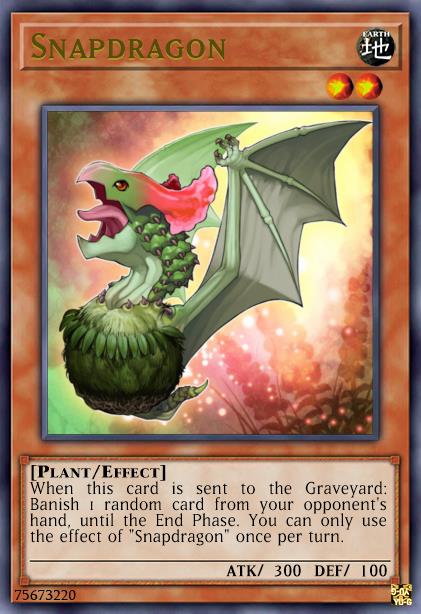 Snapdragon
EARTH
地
[Plant/Effect]
When this card is sent to the Graveyard:
Banish 1 random card from your opponent's
hand, until the End Phase. You can only use
the effect of "Snapdragon" once per turn.
ATK/ 300 DEF/ 100
75673220